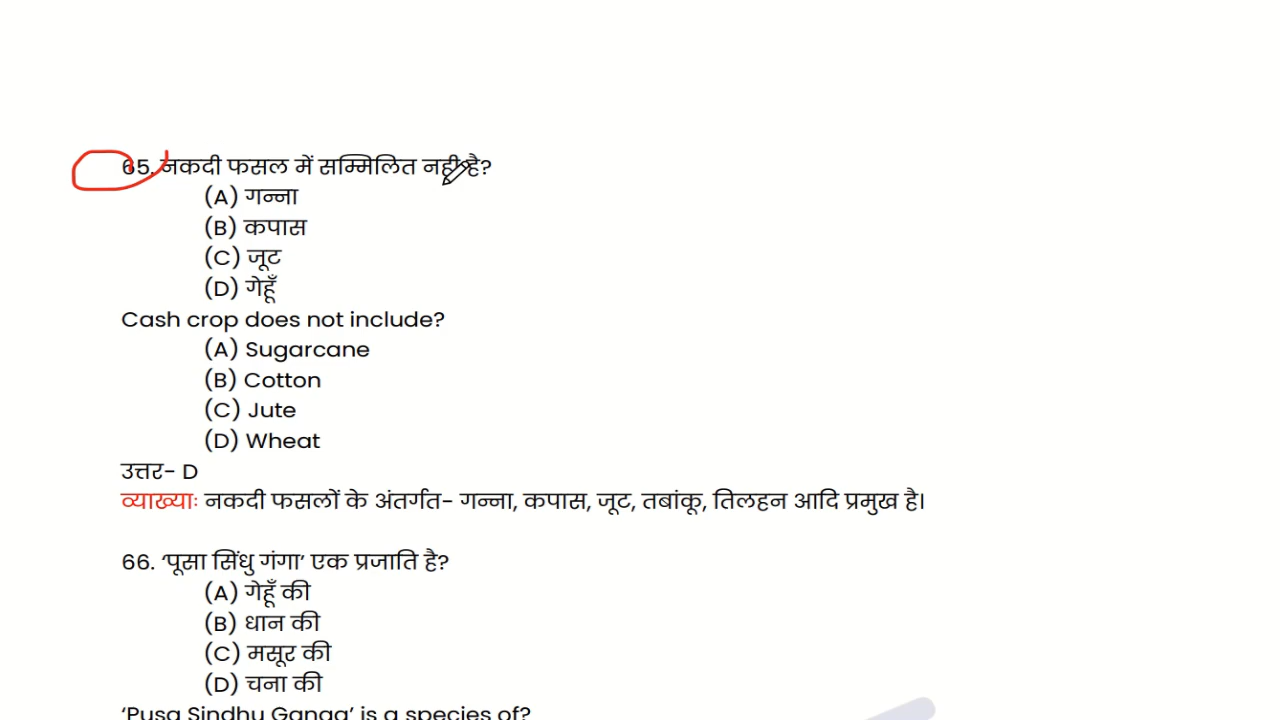 65. नकदी फसल में सम्मिलित नही है?
(A) गन्ना
(B) कपास
(C) जूट
(D) गेहूँ
Cash crop does not include?
(A) Sugarcane
(B) Cotton
(C) Jute
(D) Wheat
उत्तर- D
व्याख्याः नकदी फसलों के अंतर्गत- गन्ना, कपास, जूट, तबांकू, तिलहन आदि प्रमुख है।
66. 'पूसा सिंधु गंगा' एक प्रजाति है?
(A) गेहूँ की
(B) धान की
(C) मसूर की
(D) चना की
'Pusa Sindhu Ganga' is a species of?